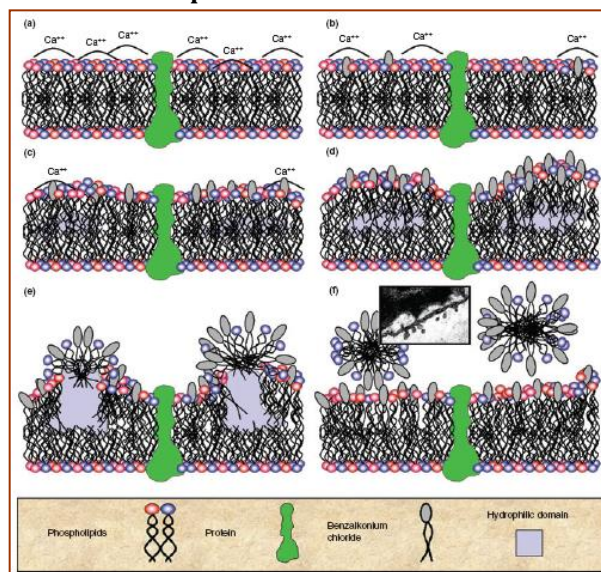 (a)
Ca⁺⁺ Ca⁺⁺ Ca⁺⁺ Ca⁺⁺ Ca⁺⁺ Ca⁺⁺
(b)
Ca⁺⁺ Ca⁺⁺ Ca⁺⁺
(c)
Ca⁺⁺ Ca⁺⁺
(d)
(e)
(f)
Phospholipids
Protein
Benzalkonium
chloride
Hydrophilic domain